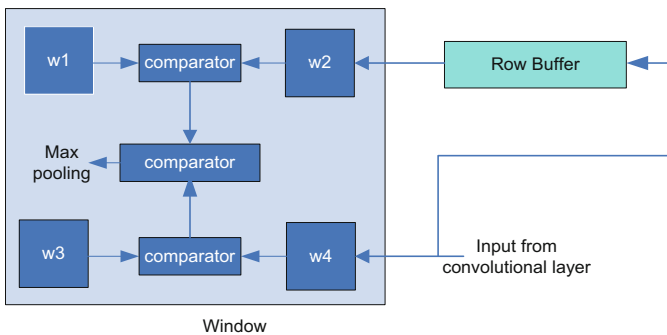 w1
comparator
w2
Row Buffer
Max
pooling
comparator
w3
comparator
w4
Input from
convolutional layer
Window